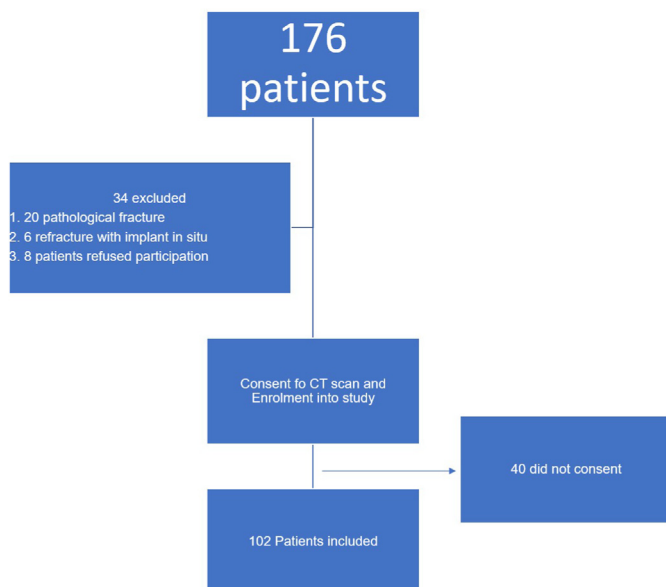 176
patients
34 excluded
1. 20 pathological fracture
2. 6 refracture with implant in situ
3. 8 patients refused participation
Consent fo CT scan and
Enrolment into study
40 did not consent
102 Patients included